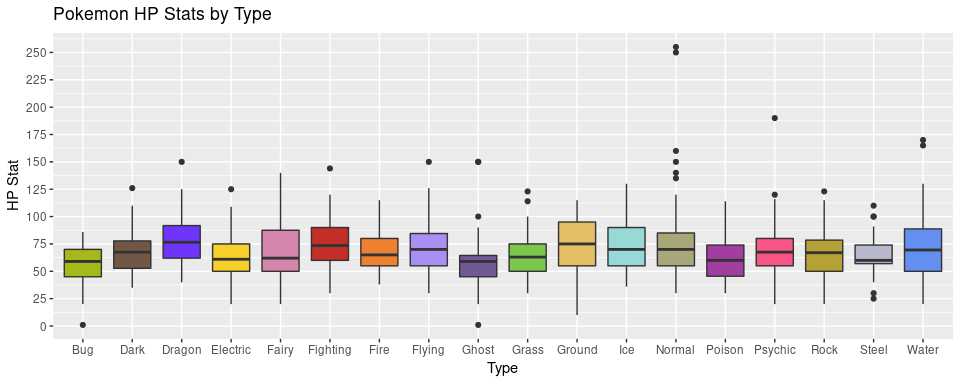 Pokemon HP Stats by Type
HP Stat
250
225
200
175
150
125
100
75
50
25
0
Bug Dark Dragon Electric Fairy Fighting Fire Flying Ghost Grass Ground Ice Normal Poison Psychic Rock Steel Water
Type